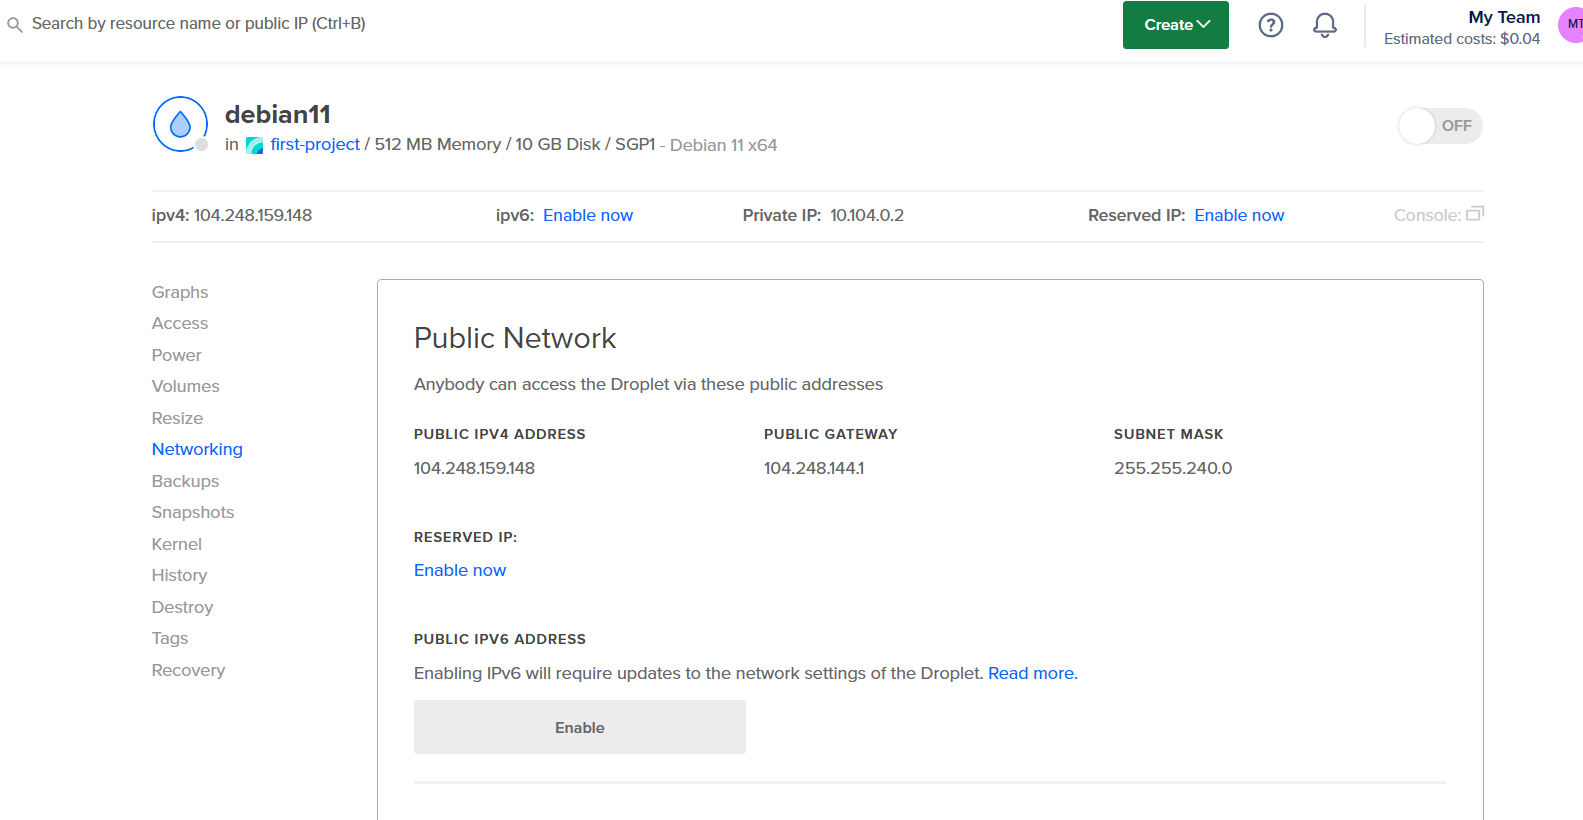 Search by resource name or public IP (Ctrl+B)
Create
?
My Team
Estimated costs: $0.04
MT
debian11
in first-project / 512 MB Memory / 10 GB Disk / SGP1 - Debian 11 x64
OFF
ipv4: 104.248.159.148 ipv6: Enable now Private IP: 10.104.0.2 Reserved IP: Enable now Console:
Graphs
Access
Power
Volumes
Resize
Networking
Backups
Snapshots
Kernel
History
Destroy
Tags
Recovery
Public Network
Anybody can access the Droplet via these public addresses
PUBLIC IPV4 ADDRESS PUBLIC GATEWAY SUBNET MASK
104.248.159.148 104.248.144.1 255.255.240.0
RESERVED IP:
Enable now
PUBLIC IPV6 ADDRESS
Enabling IPv6 will require updates to the network settings of the Droplet. Read more.
Enable